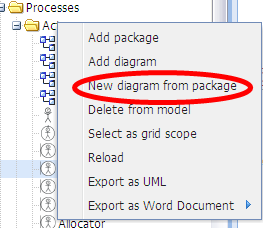 Processes
Ac
Add package
Add diagram
New diagram from package
Delete from model
Select as grid scope
Reload
Export as UML
Export as Word Document
Allocator